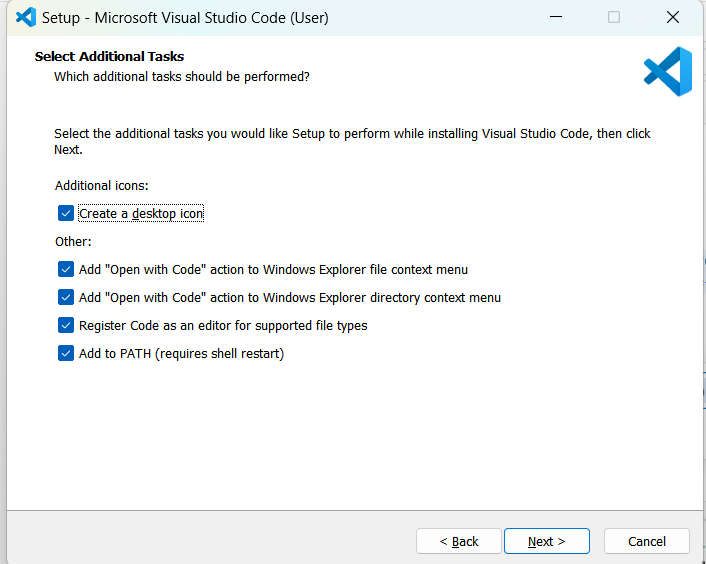 Setup - Microsoft Visual Studio Code (User)
Select Additional Tasks
Which additional tasks should be performed?
Select the additional tasks you would like Setup to perform while installing Visual Studio Code, then click
Next.
Additional icons:
Create a desktop icon
Other:
Add "Open with Code" action to Windows Explorer file context menu
Add "Open with Code" action to Windows Explorer directory context menu
Register Code as an editor for supported file types
Add to PATH (requires shell restart)
< Back
Next >
Cancel